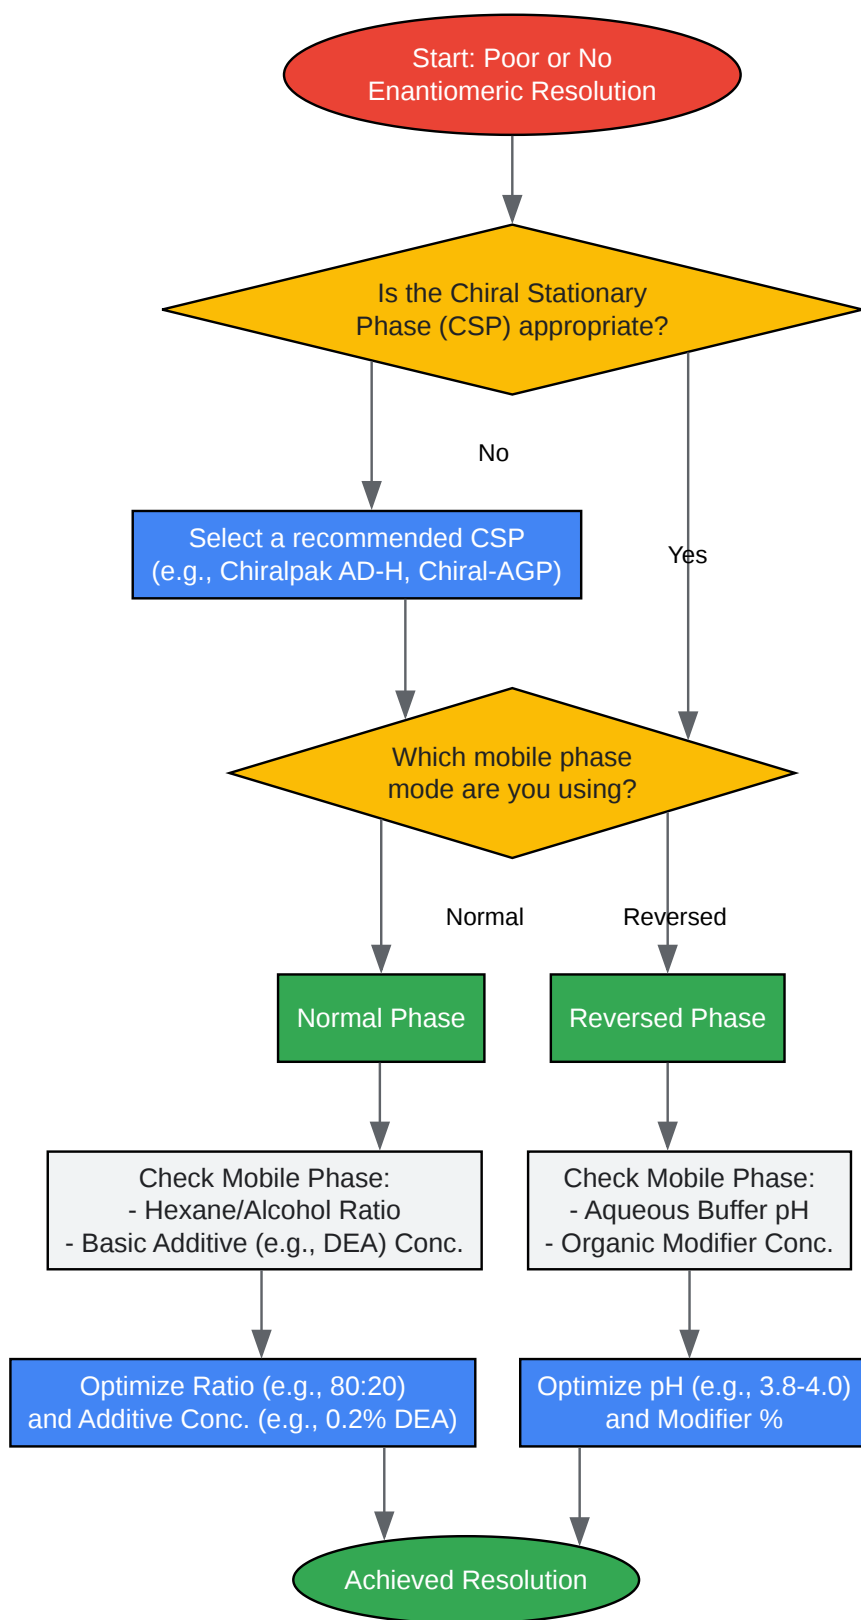 Start: Poor or No
Enantiomeric Resolution
Is the Chiral Stationary
Phase (CSP) appropriate?
No
Select a recommended CSP
(e.g., Chiralpak AD-H, Chiral-AGP)
Yes
Which mobile phase
mode are you using?
Normal
Reversed
Normal Phase
Reversed Phase
Check Mobile Phase:
- Hexane/Alcohol Ratio
- Basic Additive (e.g., DEA) Conc.
Check Mobile Phase:
- Aqueous Buffer pH
- Organic Modifier Conc.
Optimize Ratio (e.g., 80:20)
and Additive Conc. (e.g., 0.2% DEA)
Optimize pH (e.g., 3.8-4.0)
and Modifier %
Achieved Resolution